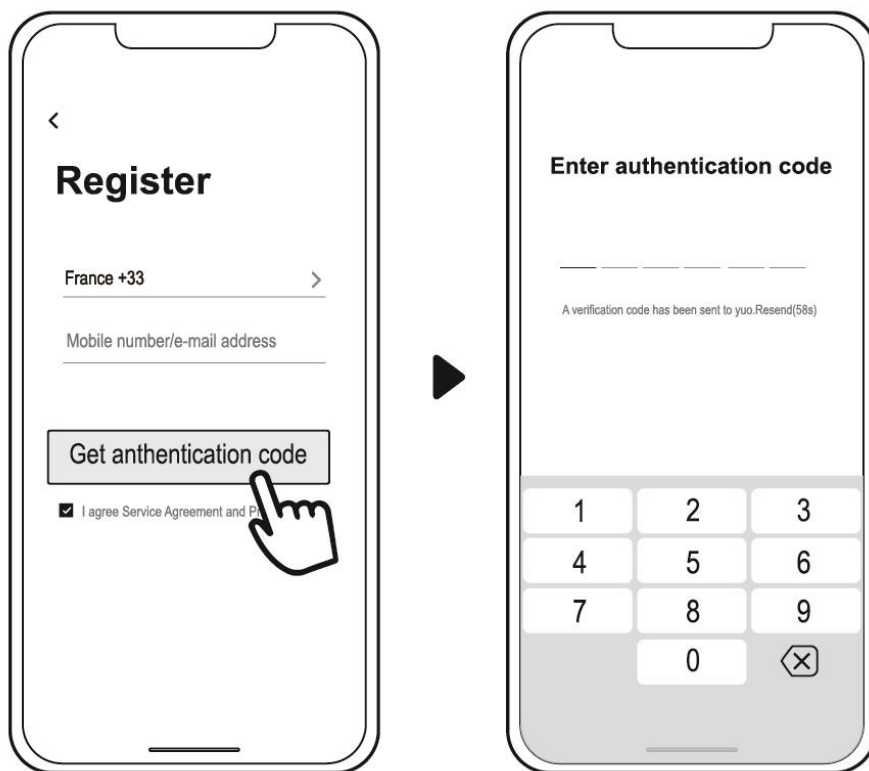 Register
France +33
Mobile number/e-mail address
Get anthentication code
I agree Service Agreement and
Enter authentication code
A verification code has been sent to yuo.Resend(58s)
1 2 3
4 5 6
7 8 9
0